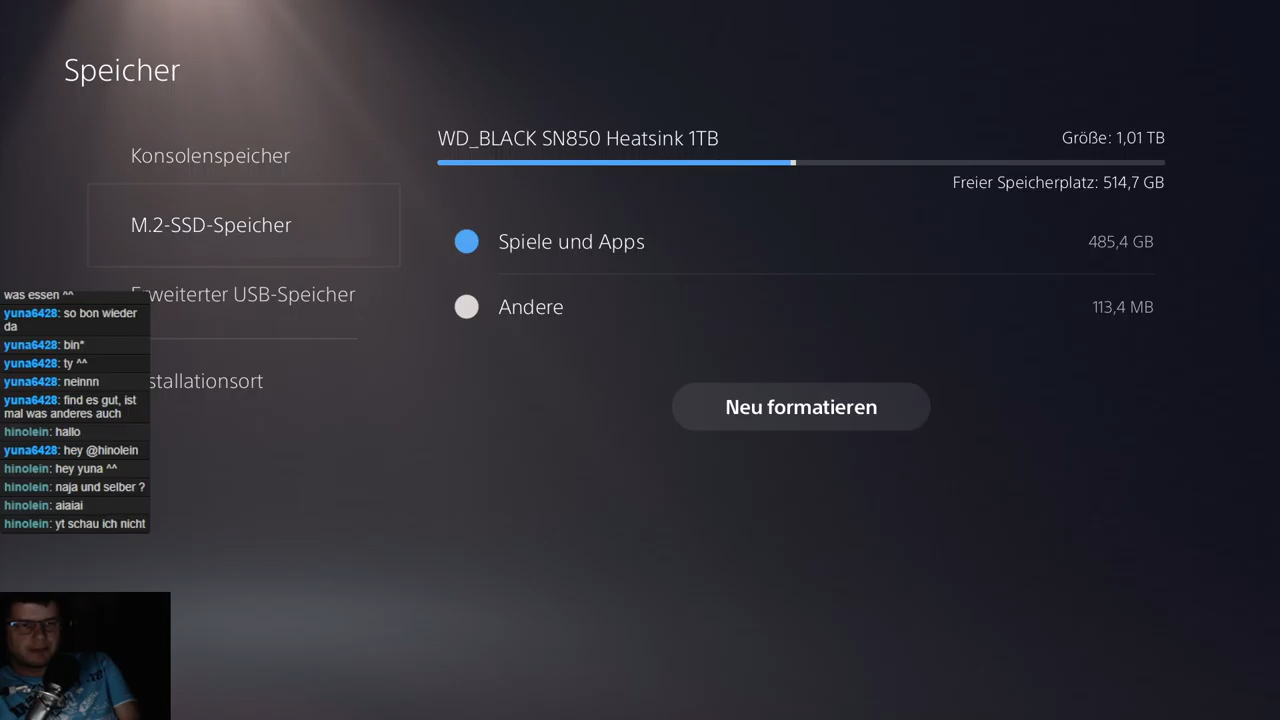 Speicher
Konsolenspeicher
M.2-SSD-Speicher
Erweiterter USB-Speicher
stallationsort
WD_BLACK SN850 Heatsink 1TB
Größe: 1,01 TB
Freier Speicherplatz: 514,7 GB
Spiele und Apps
485,4 GB
Andere
113,4 MB
Neu formatieren
was essen ^^
yuna6428: so bon wieder
da
yuna6428: bin*
yuna6428: ty ^^
yuna6428: neinnn
yuna6428: find es gut, ist
mal was anderes auch
hinolein: hallo
yuna6428: hey @hinolein
hinolein: hey yuna ^^
hinolein: naja und selber ?
hinolein: aiaiai
hinolein: yt schau ich nicht